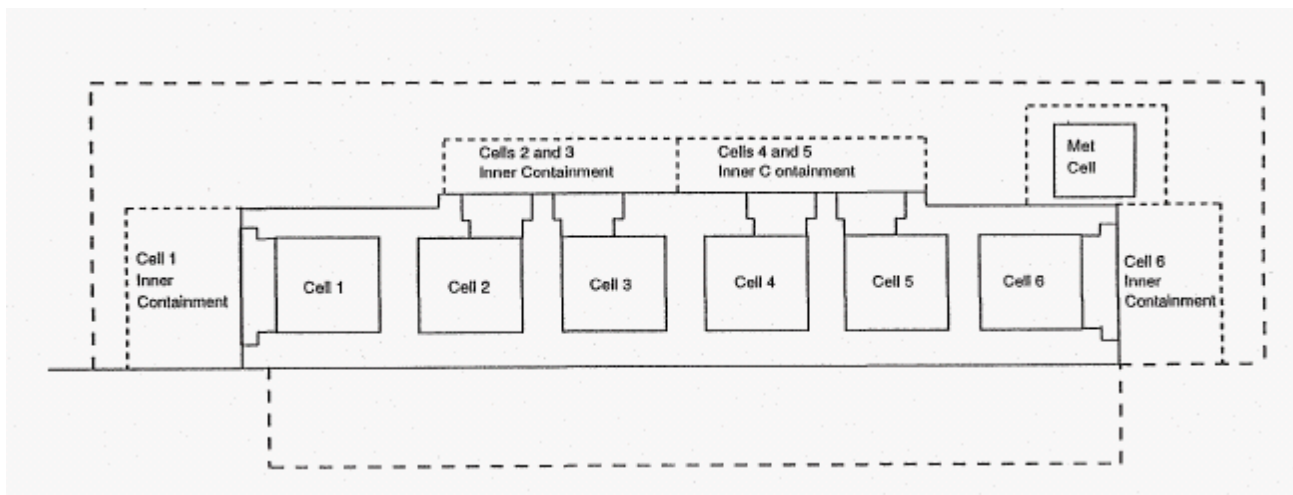 Cells 2 and 3
Inner Containment
Cells 4 and 5
Inner C ontainment
Met
Cell
Cell 1
Inner
Containment
Cell 1
Cell 2
Cell 3
Cell 4
Cell 5
Cell 6
Cell 6
Inner
Containment